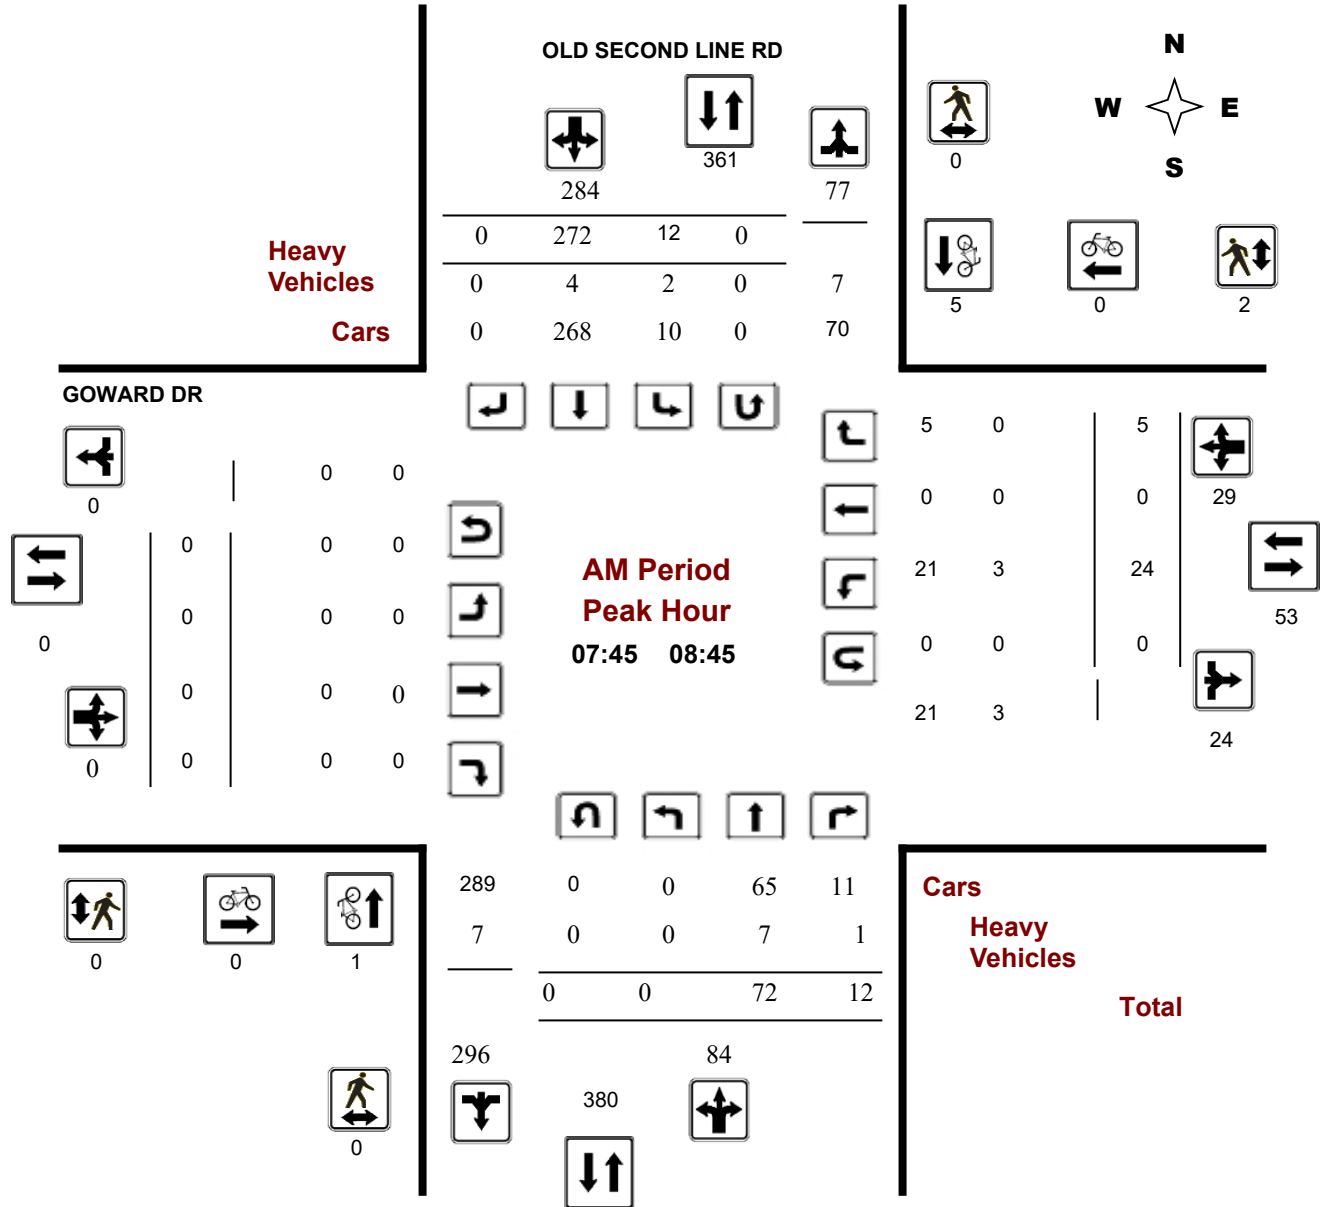 OLD SECOND LINE RD
N
W E
S
361
0
284 77
0 272 12 0
Heavy
Vehicles
0 4 2 0 7
Cars
0 268 10 0 70
5 0 2
GOWARD DR
5 0 5
0 0 0
29
0 0 0 0
0 0 0
AM Period
21 3 24
Peak Hour
0 0 0
53
07:45 08:45
0
0 0 0
0 0 0
21 3
24
0
0 0 0
289 0 0 65 11
Cars
7 0 0 7 1
Heavy
Vehicles
0 0 1
0 0 72 12
Total
296 84
380
0